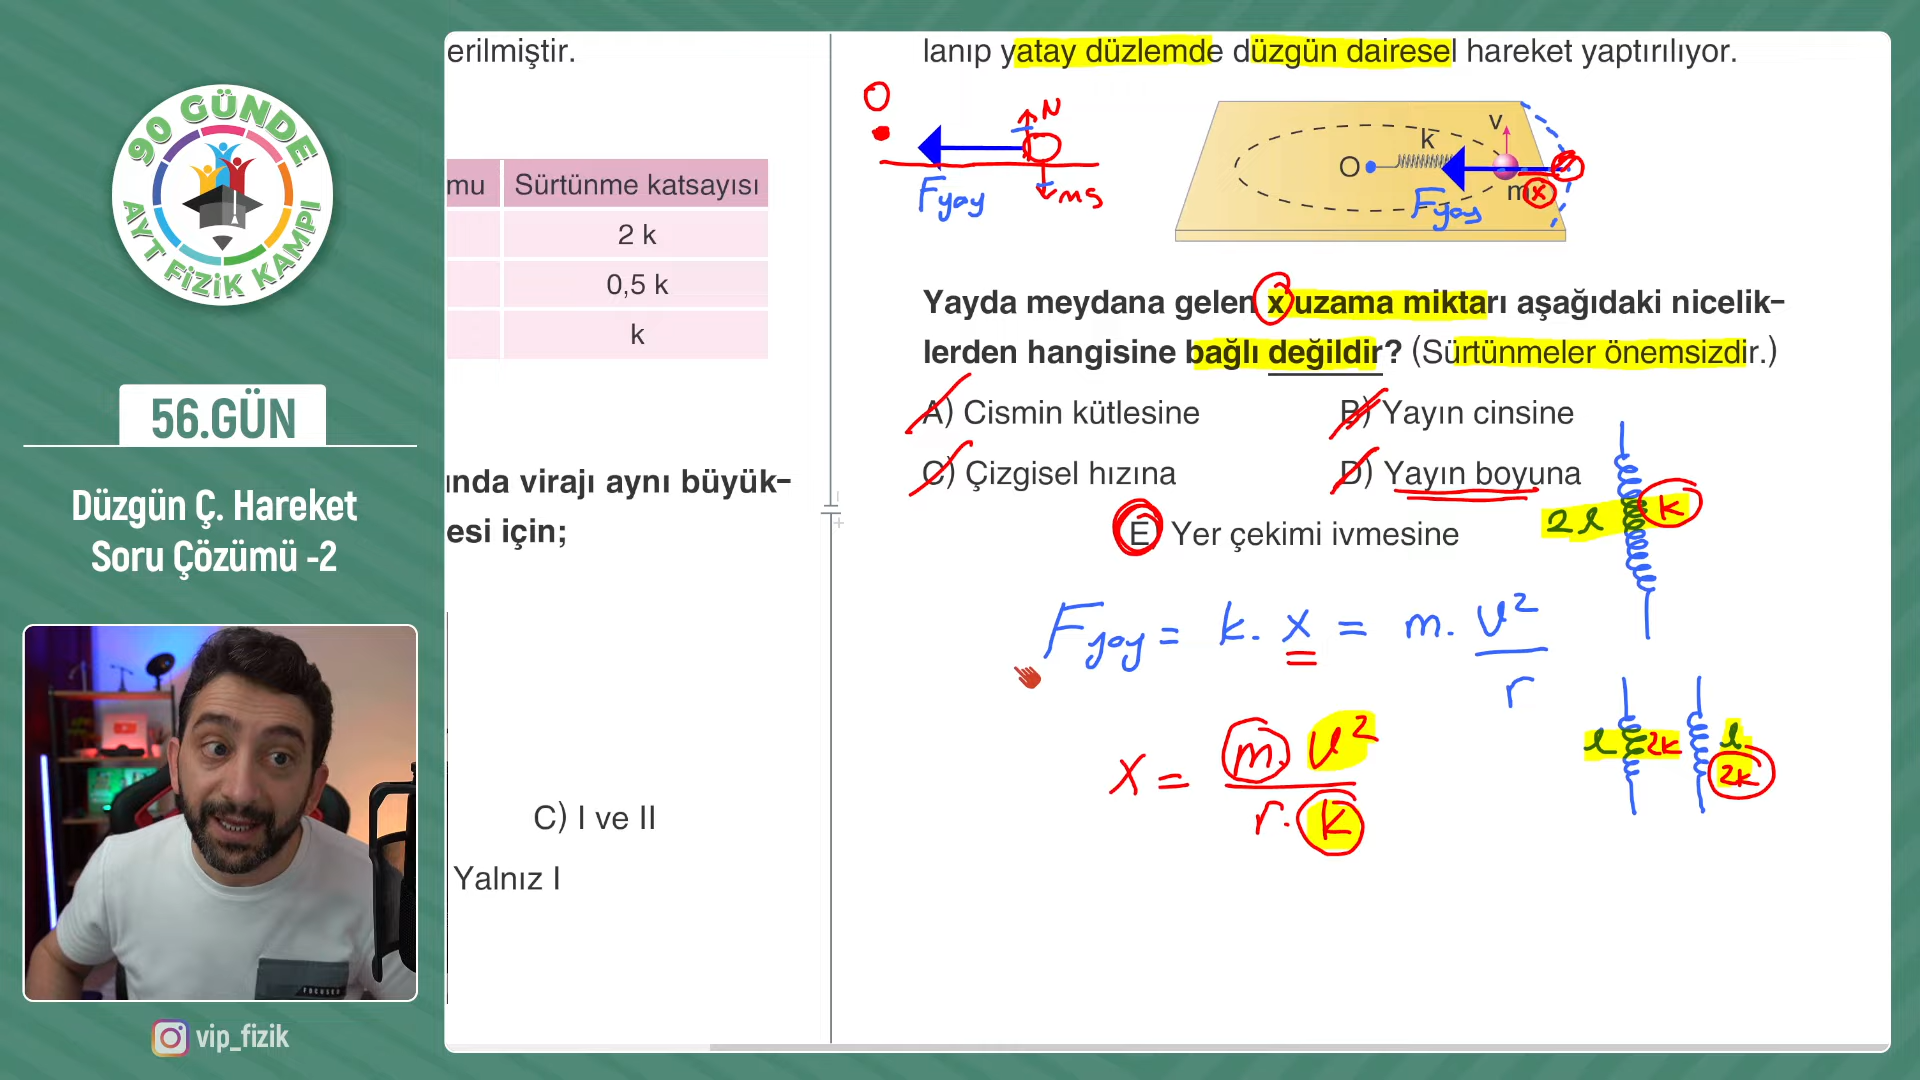 90 GÜNDE
AYT FİZİK KAMPI
56.GÜN
Düzgün Ç. Hareket
Soru Çözümü -2
FOCUSED
vip_fizik
erilmiştir.
mu Sürtünme katsayısı
2 k
0,5 k
k
ında virajı aynı büyük-
esi için;
C) I ve II
Yalnız I
lanıp yatay düzlemde düzgün dairesel hareket yaptırılıyor.
O
N
Fyay
mg
O
k
v
m
x
Fyay
Yayda meydana gelen x uzama miktarı aşağıdaki nicelik-
lerden hangisine bağlı değildir? (Sürtünmeler önemsizdir.)
A) Cismin kütlesine
B) Yayın cinsine
C) Çizgisel hızına
D) Yayın boyuna
E) Yer çekimi ivmesine
2l k
Fyay = k. x = m. v²
r
x = m. v²
r. k
l 2k
l
2k